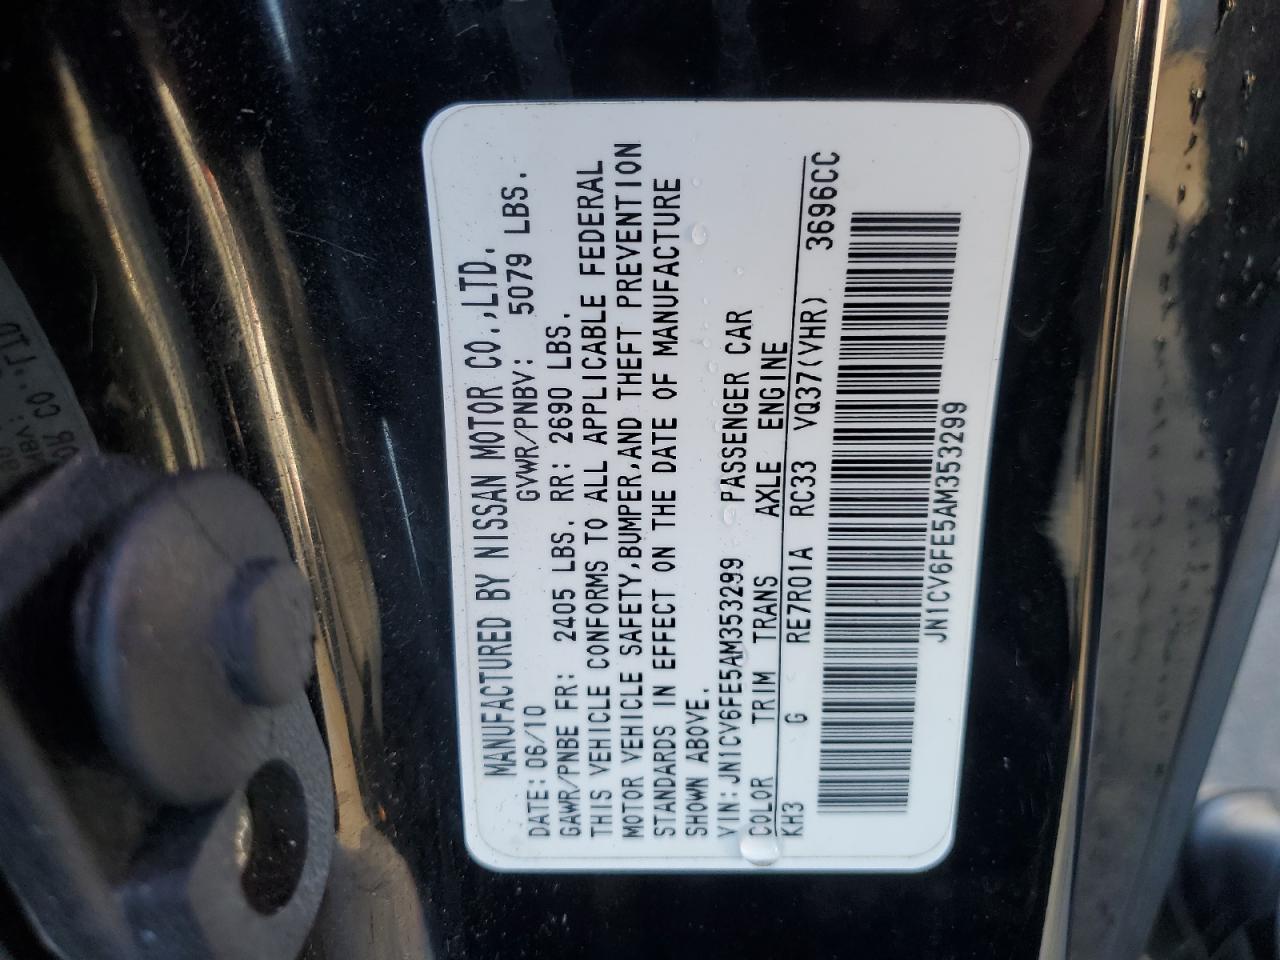 MANUFACTURED BY NISSAN MOTOR CO.,LTD.
DATE: 06/10 GVWR/PNBV: 5079 LBS.
GAWR/PNBE FR: 2405 LBS. RR: 2690 LBS.
THIS VEHICLE CONFORMS TO ALL APPLICABLE FEDERAL
MOTOR VEHICLE SAFETY,BUMPER,AND THEFT PREVENTION
STANDARDS IN EFFECT ON THE DATE OF MANUFACTURE
SHOWN ABOVE.
VIN: JN1CV6FE5AM353299 PASSENGER CAR
COLOR TRIM TRANS AXLE ENGINE
KH3 G RE7R01A RC33 VQ37(VHR) 3696CC
JN1CV6FE5AM353299
CO.,LTD